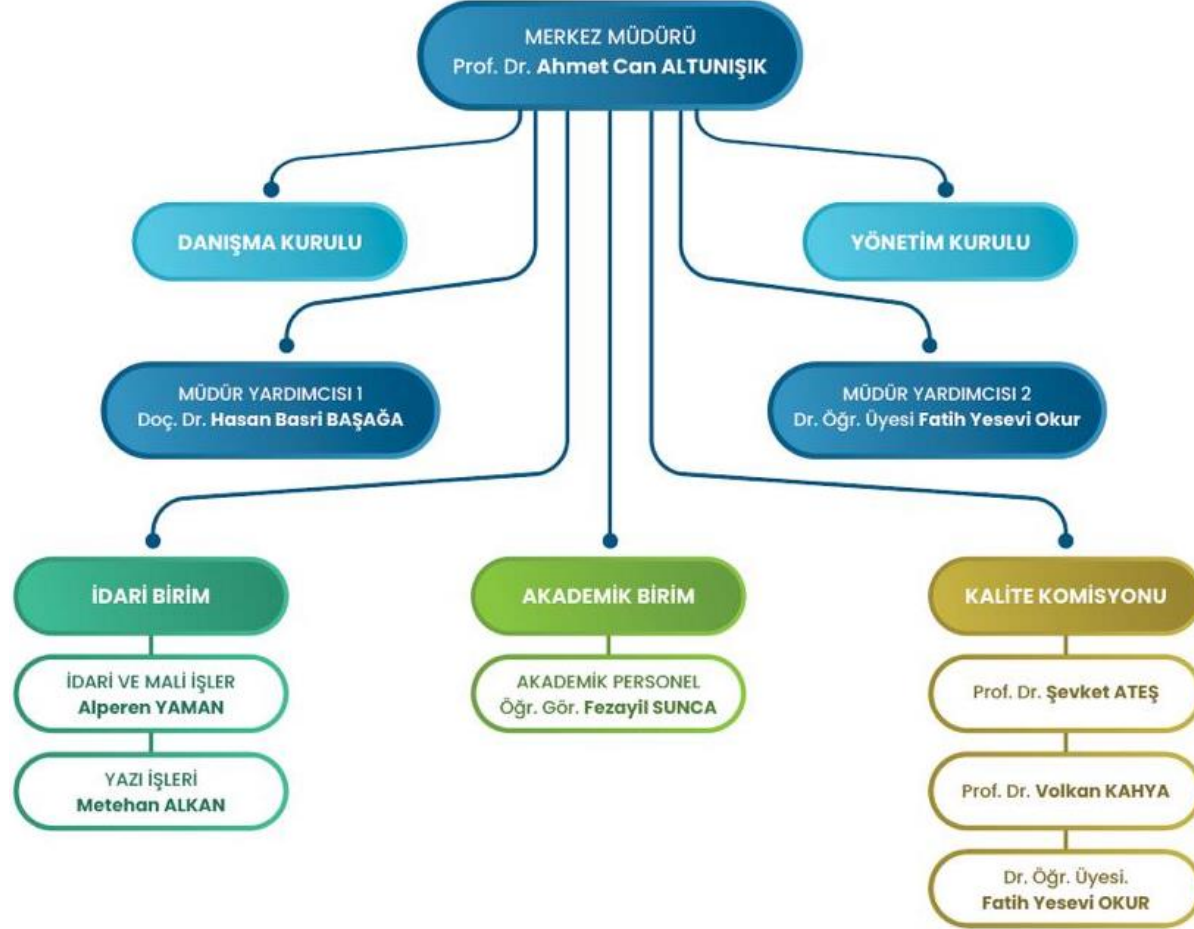 MERKEZ MÜDÜRÜ
Prof. Dr. Ahmet Can ALTUNIŞIK
DANIŞMA KURULU
YÖNETİM KURULU
MÜDÜR YARDIMCISI 1
Doç. Dr. Hasan Basri BAŞAĞA
MÜDÜR YARDIMCISI 2
Dr. Öğr. Üyesi Fatih Yesevi Okur
İDARİ BİRİM
İDARİ VE MALİ İŞLER
Alperen YAMAN
YAZI İŞLERİ
Metehan ALKAN
AKADEMİK BİRİM
AKADEMİK PERSONEL
Öğr. Gör. Fezayil SUNCA
KALİTE KOMİSYONU
Prof. Dr. Şevket ATEŞ
Prof. Dr. Volkan KAHYA
Dr. Öğr. Üyesi.
Fatih Yesevi OKUR